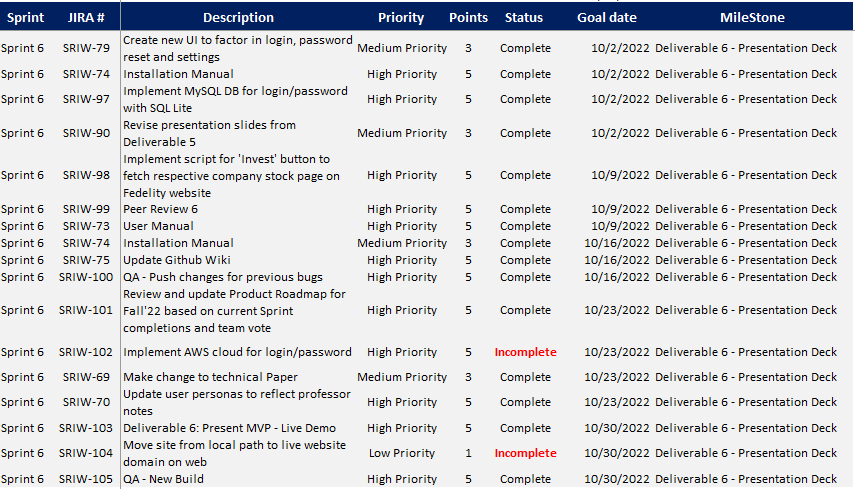 Sprint JIRA # Description Priority Points Status Goal date MileStone
Sprint 6 SRIW-79 Create new UI to factor in login, password reset and settings Medium Priority 3 Complete 10/2/2022 Deliverable 6 - Presentation Deck
Sprint 6 SRIW-74 Installation Manual High Priority 5 Complete 10/2/2022 Deliverable 6 - Presentation Deck
Sprint 6 SRIW-97 Implement MySQL DB for login/password with SQL Lite High Priority 5 Complete 10/2/2022 Deliverable 6 - Presentation Deck
Sprint 6 SRIW-90 Revise presentation slides from Deliverable 5 Medium Priority 3 Complete 10/2/2022 Deliverable 6 - Presentation Deck
Sprint 6 SRIW-98 Implement script for 'Invest' button to fetch respective company stock page on Fedelity website High Priority 5 Complete 10/9/2022 Deliverable 6 - Presentation Deck
Sprint 6 SRIW-99 Peer Review 6 High Priority 5 Complete 10/9/2022 Deliverable 6 - Presentation Deck
Sprint 6 SRIW-73 User Manual High Priority 5 Complete 10/9/2022 Deliverable 6 - Presentation Deck
Sprint 6 SRIW-74 Installation Manual Medium Priority 3 Complete 10/16/2022 Deliverable 6 - Presentation Deck
Sprint 6 SRIW-75 Update Github Wiki High Priority 5 Complete 10/16/2022 Deliverable 6 - Presentation Deck
Sprint 6 SRIW-100 QA - Push changes for previous bugs High Priority 5 Complete 10/16/2022 Deliverable 6 - Presentation Deck
Sprint 6 SRIW-101 Review and update Product Roadmap for Fall'22 based on current Sprint completions and team vote High Priority 5 Complete 10/23/2022 Deliverable 6 - Presentation Deck
Sprint 6 SRIW-102 Implement AWS cloud for login/password High Priority 5 Incomplete 10/23/2022 Deliverable 6 - Presentation Deck
Sprint 6 SRIW-69 Make change to technical Paper Medium Priority 3 Complete 10/23/2022 Deliverable 6 - Presentation Deck
Sprint 6 SRIW-70 Update user personas to reflect professor notes High Priority 5 Complete 10/23/2022 Deliverable 6 - Presentation Deck
Sprint 6 SRIW-103 Deliverable 6: Present MVP - Live Demo High Priority 5 Complete 10/30/2022 Deliverable 6 - Presentation Deck
Sprint 6 SRIW-104 Move site from local path to live website domain on web Low Priority 1 Incomplete 10/30/2022 Deliverable 6 - Presentation Deck
Sprint 6 SRIW-105 QA - New Build High Priority 5 Complete 10/30/2022 Deliverable 6 - Presentation Deck